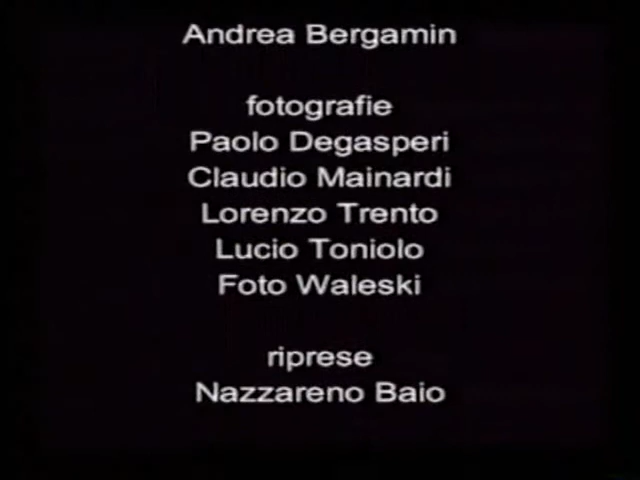 Andrea Bergamin
fotografie
Paolo Degasperi
Claudio Mainardi
Lorenzo Trento
Lucio Toniolo
Foto Waleski
riprese
Nazzareno Baio